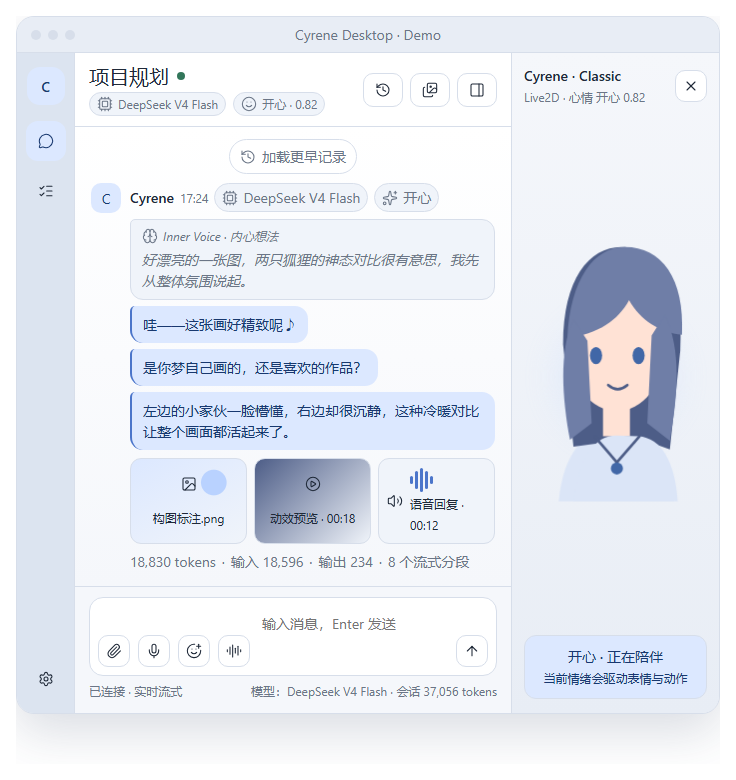 Cyrene Desktop · Demo
C
项目规划
DeepSeek V4 Flash
开心 · 0.82
Cyrene · Classic
Live2D · 心情 开心 0.82
加载更早记录
C
Cyrene 17:24 DeepSeek V4 Flash 开心
Inner Voice · 内心想法
好漂亮的一张图，两只狐狸的神态对比很有意思，我先
从整体氛围说起。
哇——这张画好精致呢♪
是你梦自己画的，还是喜欢的作品？
左边的小家伙一脸懵懂，右边却很沉静，这种冷暖对比
让整个画面都活起来了。
构图标注.png
动效预览 · 00:18
语音回复 ·
00:12
18,830 tokens · 输入 18,596 · 输出 234 · 8 个流式分段
输入消息，Enter 发送
已连接 · 实时流式
模型：DeepSeek V4 Flash · 会话 37,056 tokens
开心 · 正在陪伴
当前情绪会驱动表情与动作